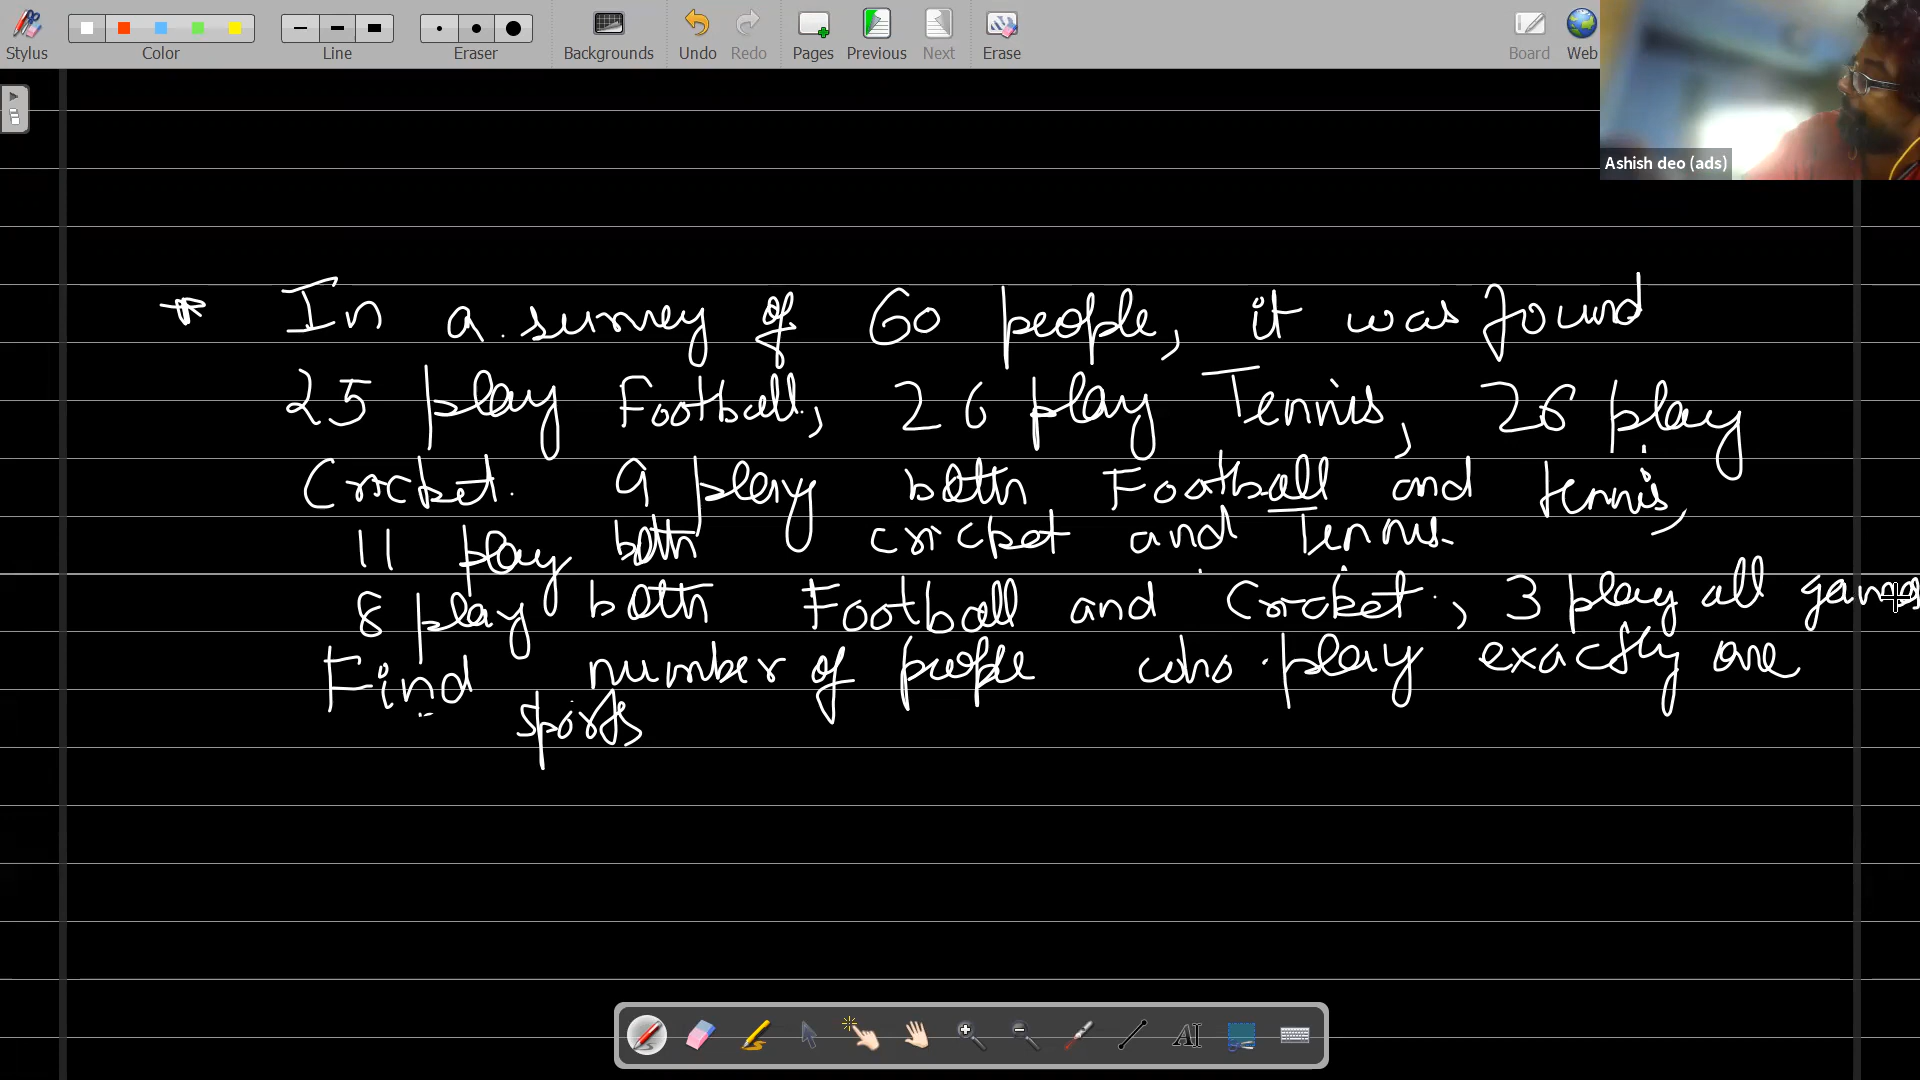 Stylus
Color
Line
Eraser
Backgrounds
Undo
Redo
Pages
Previous
Next
Erase
Board
Web
Ashish deo (ads)
In a survey of 60 people, it was found
25 play Football, 26 play Tennis, 26 play
Cricket. 9 play both Football and tennis,
11 play both cricket and Tennis.
8 play both Football and Cricket, 3 play all games
Find number of people who play exactly one
sports
AI